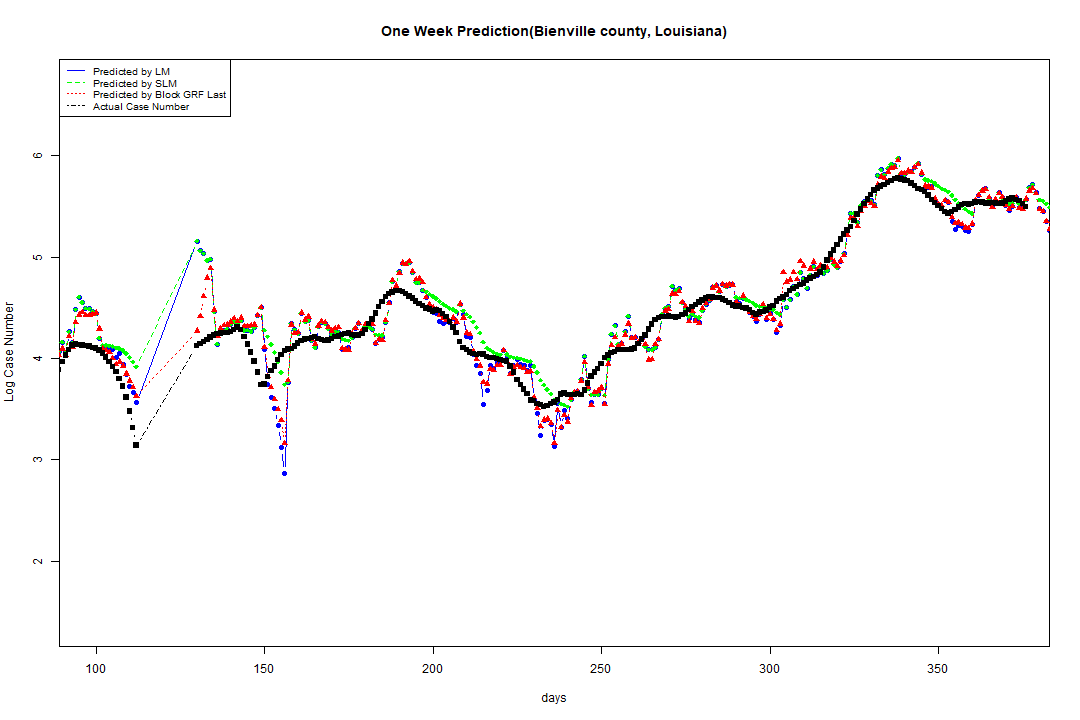 One Week Prediction(Bienville county, Louisiana)
Predicted by LM
Predicted by SLM
Predicted by Block GRF Last
Actual Case Number
6
5
4
3
2
Log Case Number
100 150 200 250 300 350
days